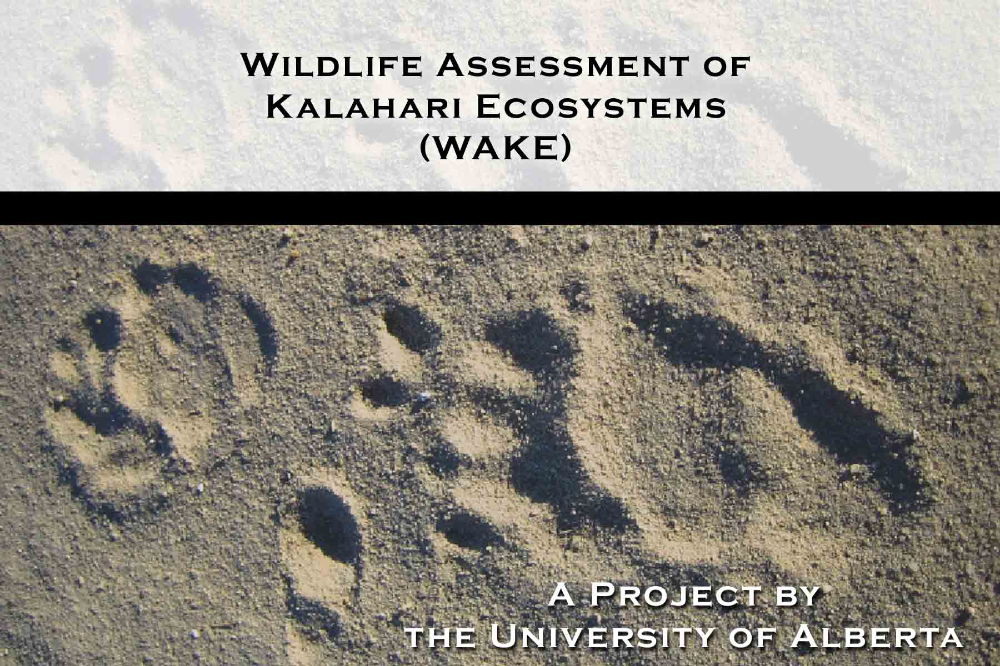 Wildlife Assessment of
Kalahari Ecosystems
(WAKE)
A Project by
the University of Alberta